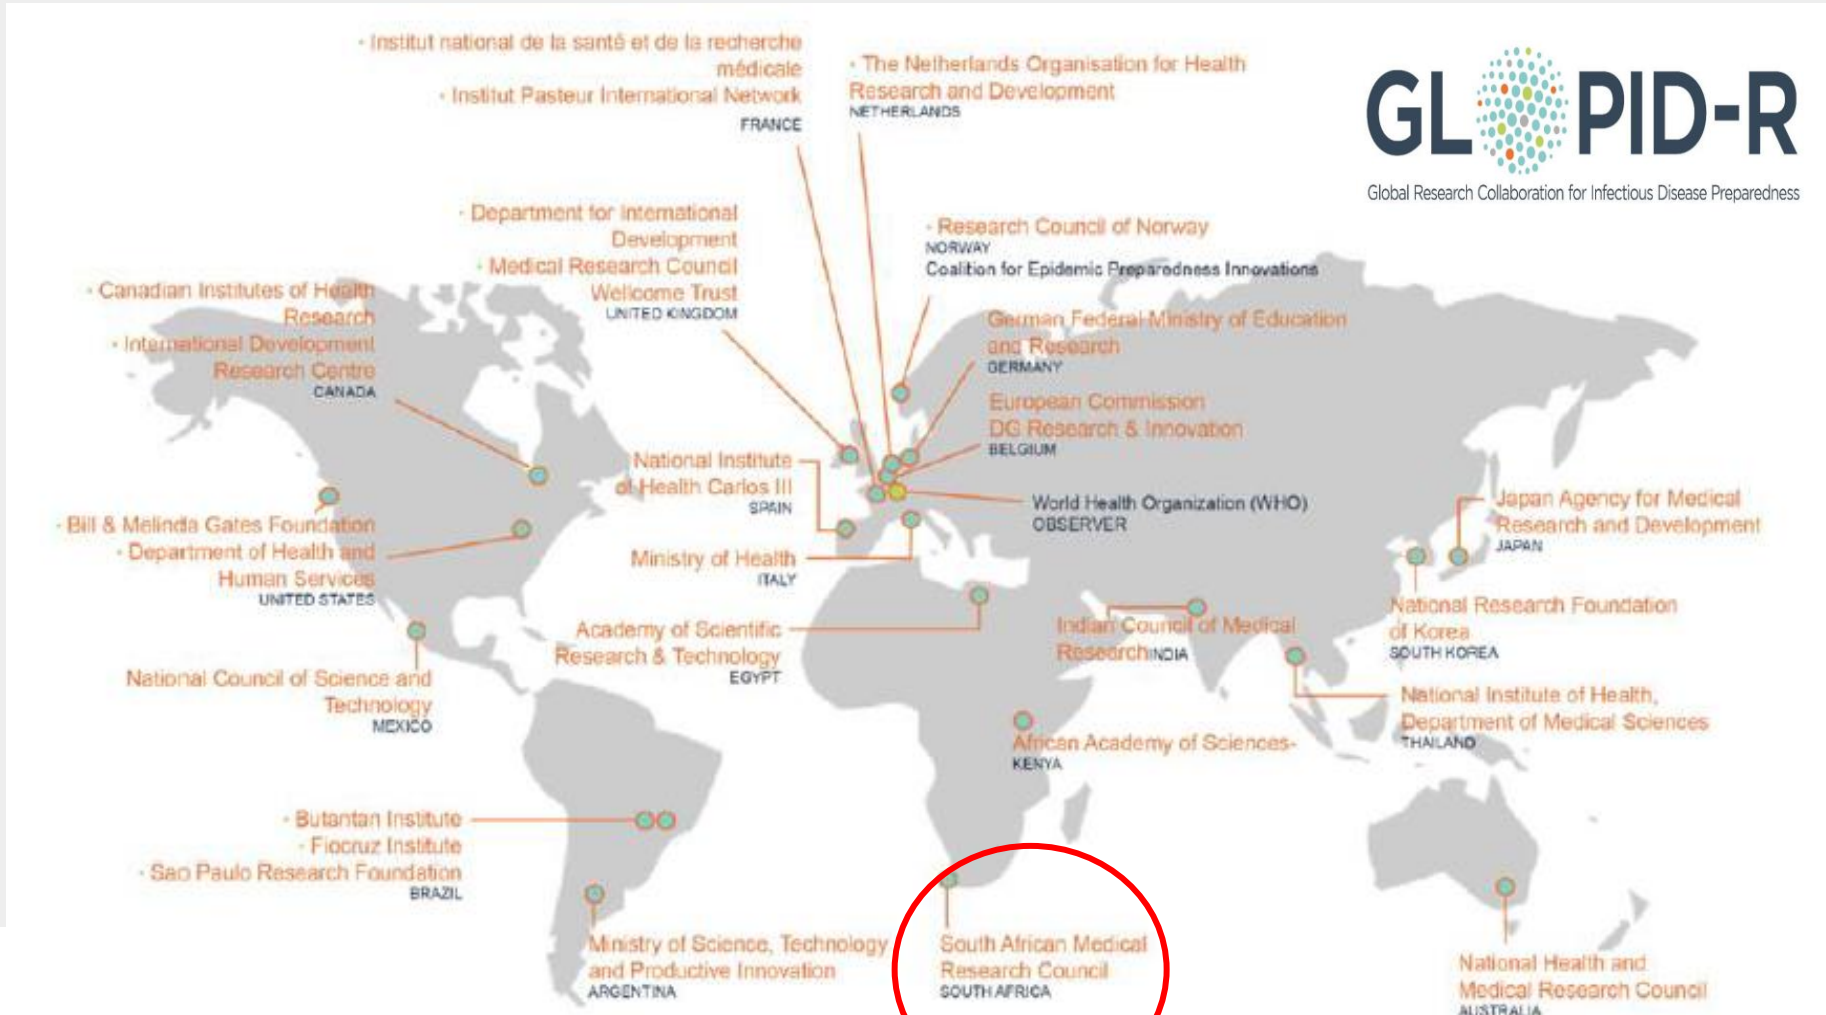 · Institut national de la santé et de la recherche
médicale
· Institut Pasteur International Network
FRANCE
· The Netherlands Organisation for Health
Research and Development
NETHERLANDS
GLOPID-R
Global Research Collaboration for Infectious Disease Preparedness
· Department for International
Development
· Medical Research Council
Wellcome Trust
UNITED KINGDOM
· Research Council of Norway
NORWAY
Coalition for Epidemic Preparedness Innovations
· Canadian Institutes of Health
Research
· International Development
Research Centre
CANADA
German Federal Ministry of Education
and Research
GERMANY
European Commission
DG Research & Innovation
BELGIUM
National Institute
of Health Carlos III
SPAIN
World Health Organization (WHO)
OBSERVER
Japan Agency for Medical
Research and Development
JAPAN
· Bill & Melinda Gates Foundation
· Department of Health and
Human Services
UNITED STATES
Ministry of Health
ITALY
Academy of Scientific
Research & Technology
EGYPT
Indian Council of Medical
Research INDIA
National Research Foundation
of Korea
SOUTH KOREA
National Council of Science and
Technology
MEXICO
National Institute of Health,
Department of Medical Sciences
THAILAND
African Academy of Sciences-
KENYA
· Butantan Institute
· Fiocruz Institute
· Sao Paulo Research Foundation
BRAZIL
Ministry of Science, Technology
and Productive Innovation
ARGENTINA
South African Medical
Research Council
SOUTH AFRICA
National Health and
Medical Research Council
AUSTRALIA